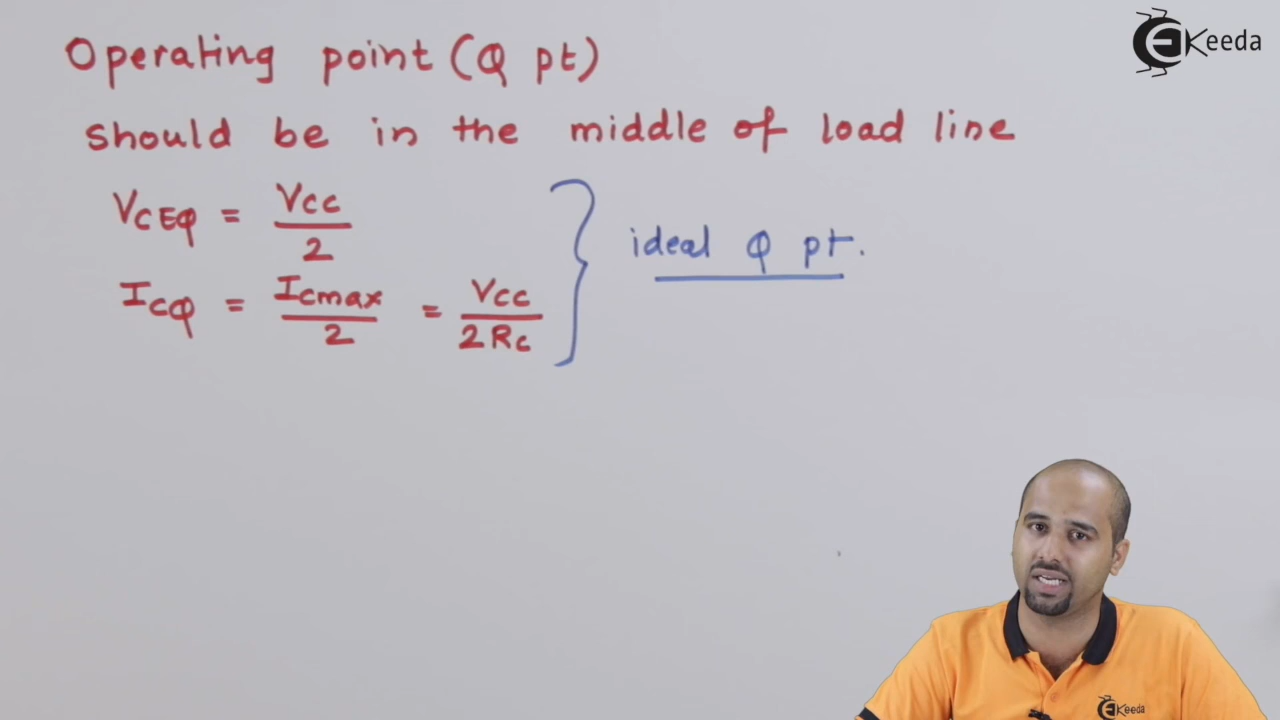 Operating point (Q pt)
should be in the middle of load line
VCEQ = Vcc / 2
ICQ = Icmax / 2 = Vcc / 2Rc
ideal Q pt.
EKeeda
EKeeda